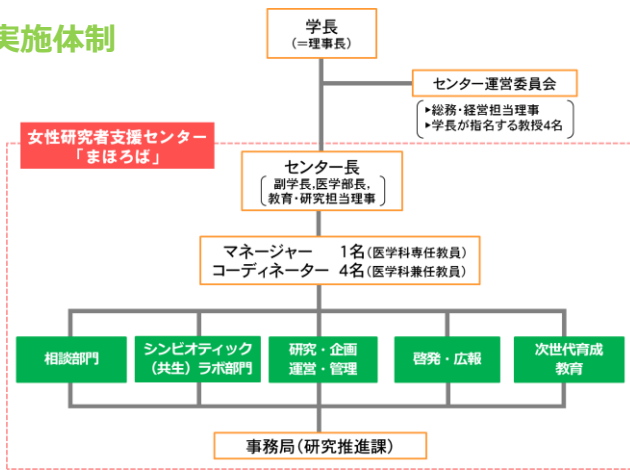 実施体制
学長
(=理事長)
センター運営委員会
▶総務・経営担当理事
▶学長が指名する教授4名
女性研究者支援センター
「まほろば」
センター長
副学長,医学部長,
教育・研究担当理事
マネージャー 1名(医学科専任教員)
コーディネーター 4名(医学科兼任教員)
相談部門
シンビオティック
(共生)ラボ部門
研究・企画
運営・管理
啓発・広報
次世代育成
教育
事務局(研究推進課)